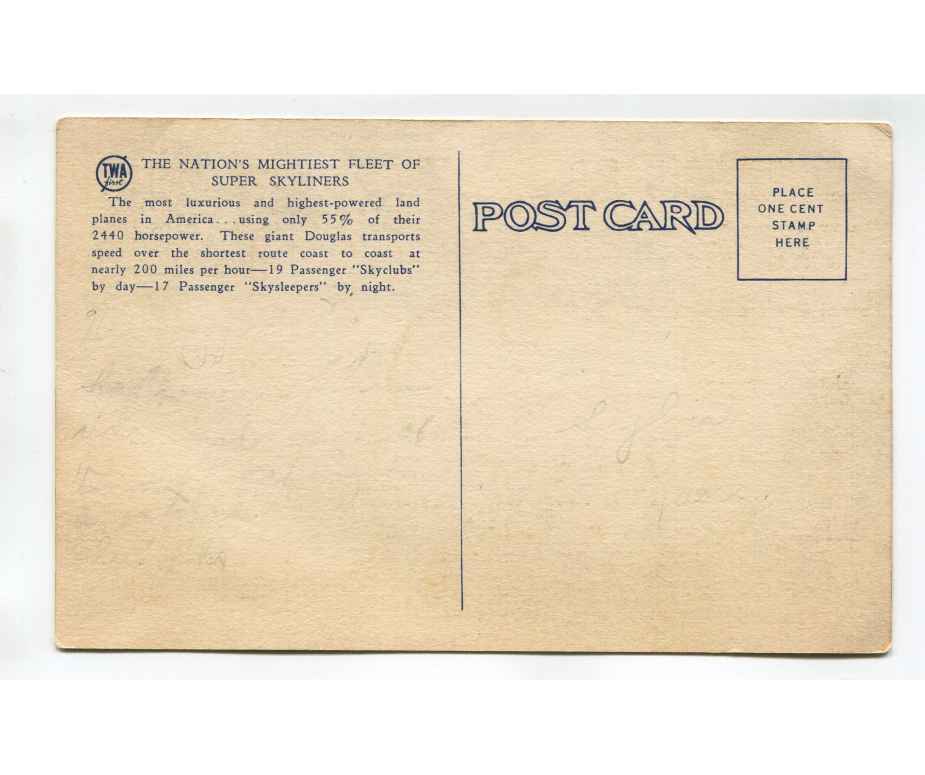 TWA
first
THE NATION'S MIGHTIEST FLEET OF
SUPER SKYLINERS
The most luxurious and highest-powered land
planes in America...using only 55% of their
2440 horsepower. These giant Douglas transports
speed over the shortest route coast to coast at
nearly 200 miles per hour—19 Passenger "Skyclubs"
by day—17 Passenger "Skysleepers" by night.
POST CARD
PLACE
ONE CENT
STAMP
HERE